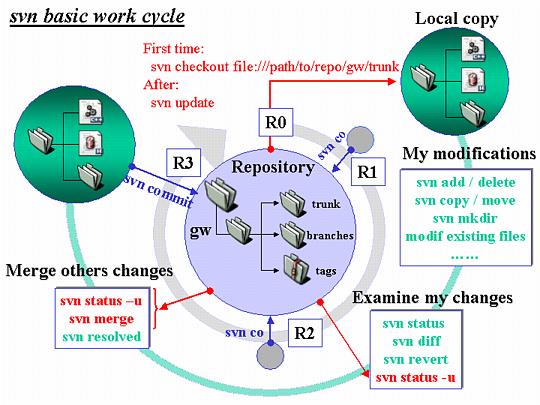 svn basic work cycle
Local copy
First time:
svn checkout file:///path/to/repo/gw/trunk
After:
svn update
R0
svn co
R3
Repository
R1
svn commit
My modifications
svn add / delete
svn copy / move
svn mkdir
modif existing files
......
trunk
gw
branches
tags
Merge others changes
svn status –u
svn merge
svn resolved
svn co
R2
Examine my changes
svn status
svn diff
svn revert
svn status -u